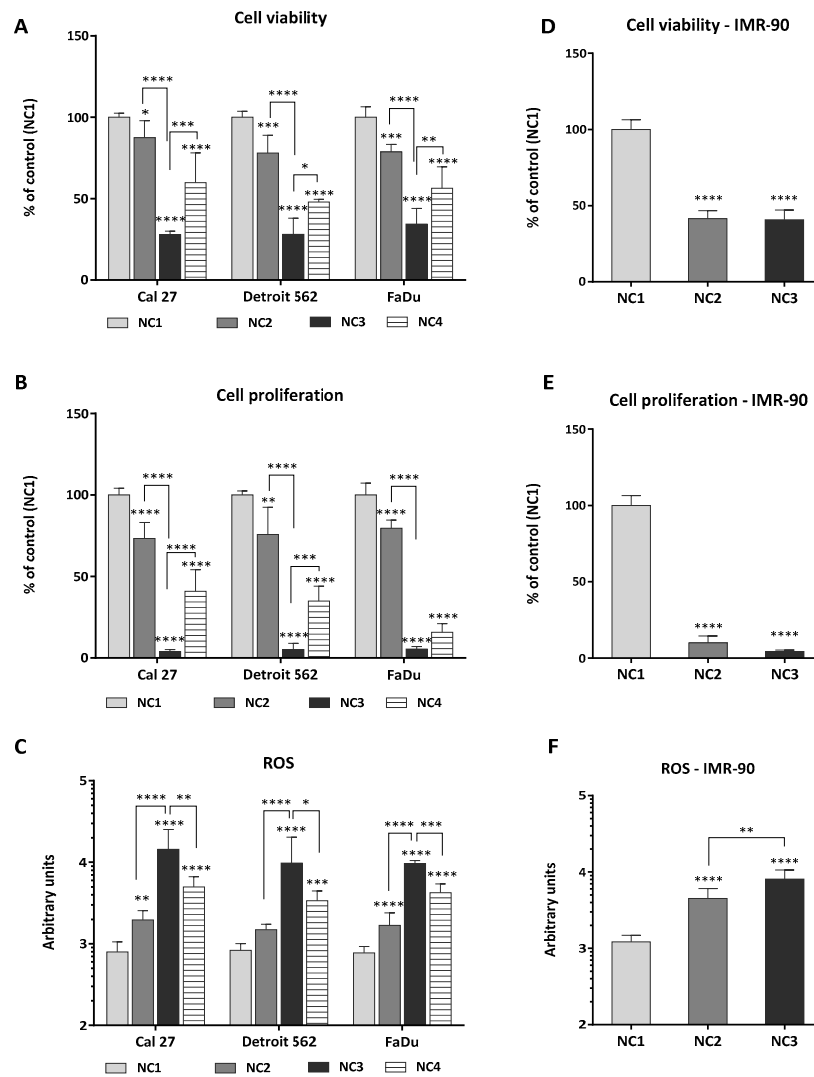 A
Cell viability
% of control (NC1)
150
100
50
0
****
*
***
****
****
****
***
*
****
****
****
***
**
****
****
Cal 27
Detroit 562
FaDu
NC1
NC2
NC3
NC4
D
Cell viability - IMR-90
% of control (NC1)
150
100
50
0
****
****
NC1
NC2
NC3
B
Cell proliferation
% of control (NC1)
150
100
50
0
****
****
****
****
****
****
**
***
****
****
****
****
****
****
Cal 27
Detroit 562
FaDu
NC1
NC2
NC3
NC4
E
Cell proliferation - IMR-90
% of control (NC1)
150
100
50
0
****
****
NC1
NC2
NC3
C
ROS
Arbitrary units
5
4
3
2
****
**
****
**
****
****
*
****
***
****
***
****
****
****
Cal 27
Detroit 562
FaDu
NC1
NC2
NC3
NC4
F
ROS - IMR-90
Arbitrary units
5
4
3
2
**
****
****
NC1
NC2
NC3